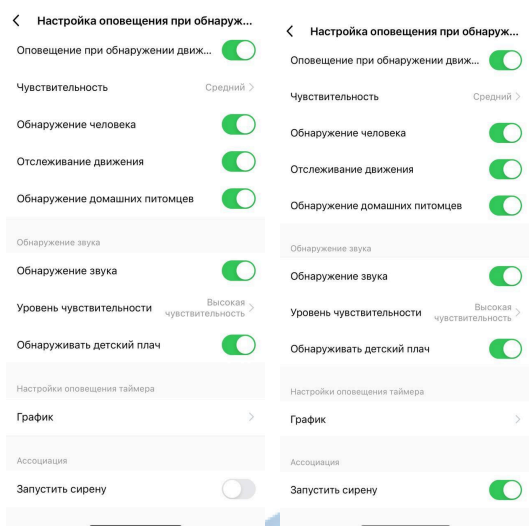 Настройка оповещения при обнаруж...
Оповещение при обнаружении движ...
Чувствительность Средний
Обнаружение человека
Отслеживание движения
Обнаружение домашних питомцев
Обнаружение звука
Обнаружение звука
Уровень чувствительности Высокая чувствительность
Обнаруживать детский плач
Настройки оповещения таймера
График
Ассоциация
Запустить сирену
Настройка оповещения при обнаруж...
Оповещение при обнаружении движ...
Чувствительность Средний
Обнаружение человека
Отслеживание движения
Обнаружение домашних питомцев
Обнаружение звука
Обнаружение звука
Уровень чувствительности Высокая чувствительность
Обнаруживать детский плач
Настройки оповещения таймера
График
Ассоциация
Запустить сирену